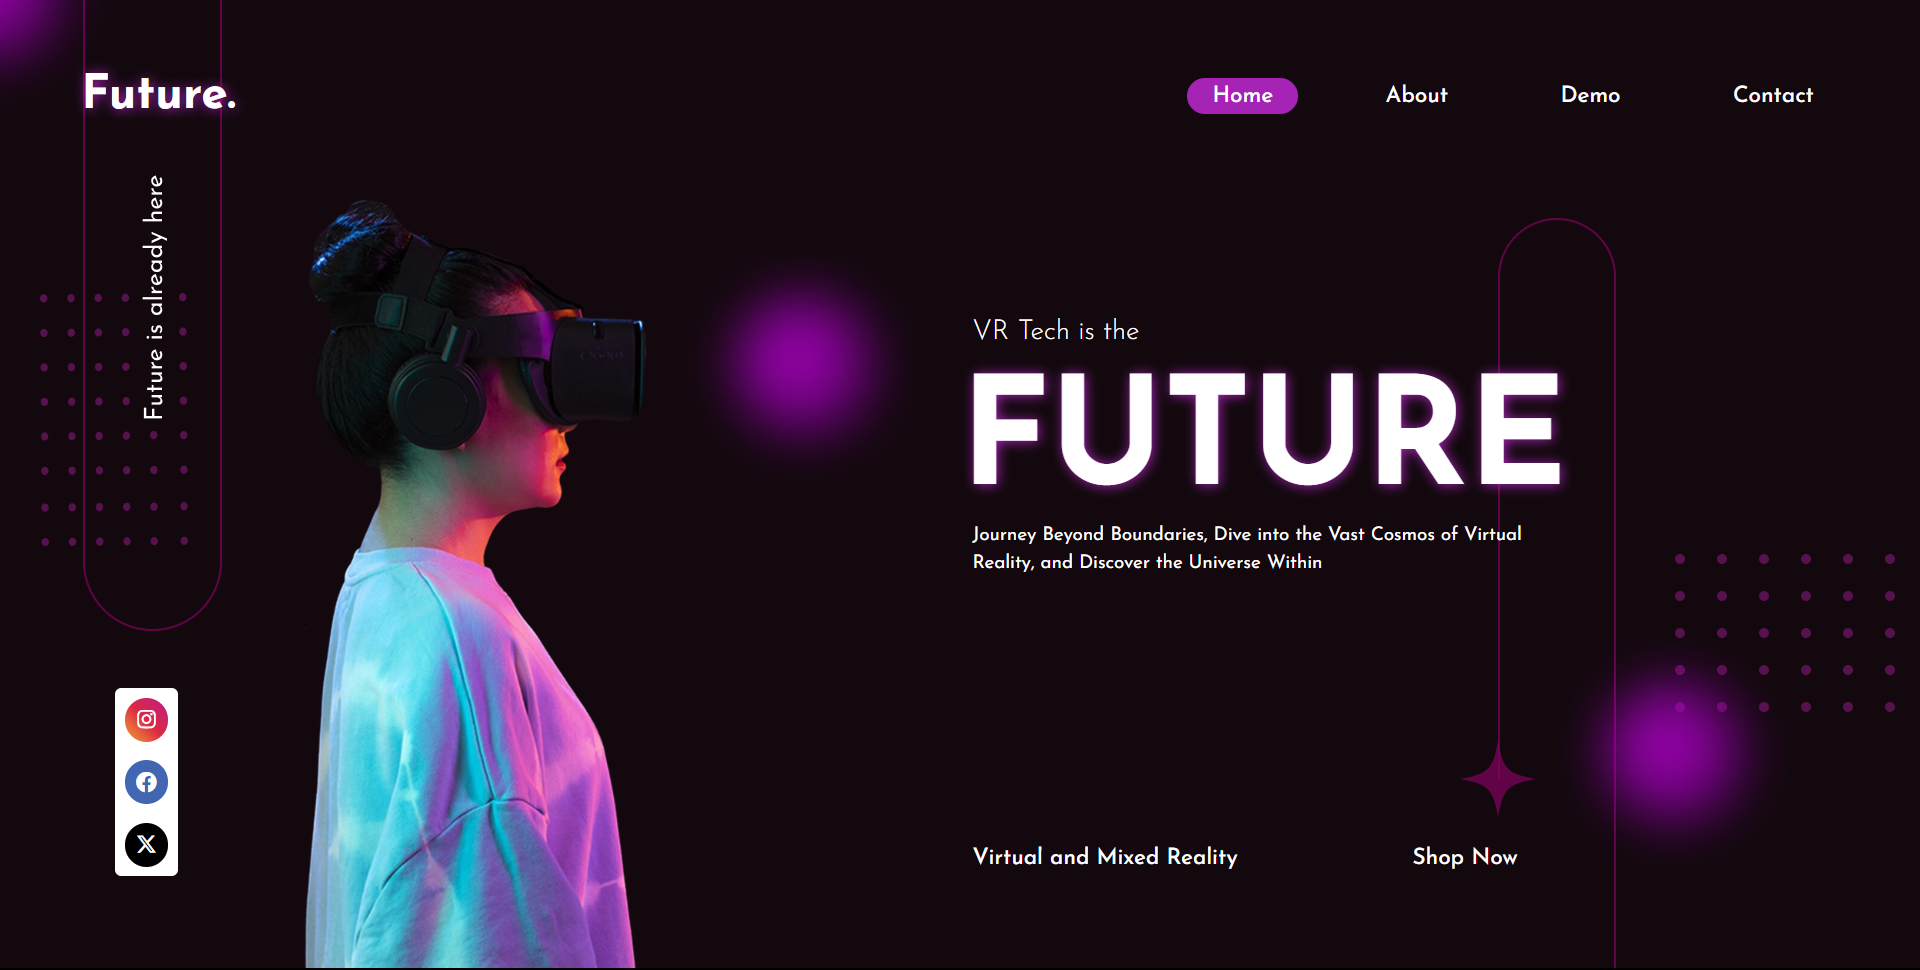 Future.
Home
About
Demo
Contact
Future is already here
VR Tech is the
FUTURE
Journey Beyond Boundaries, Dive into the Vast Cosmos of Virtual
Reality, and Discover the Universe Within
Virtual and Mixed Reality
Shop Now